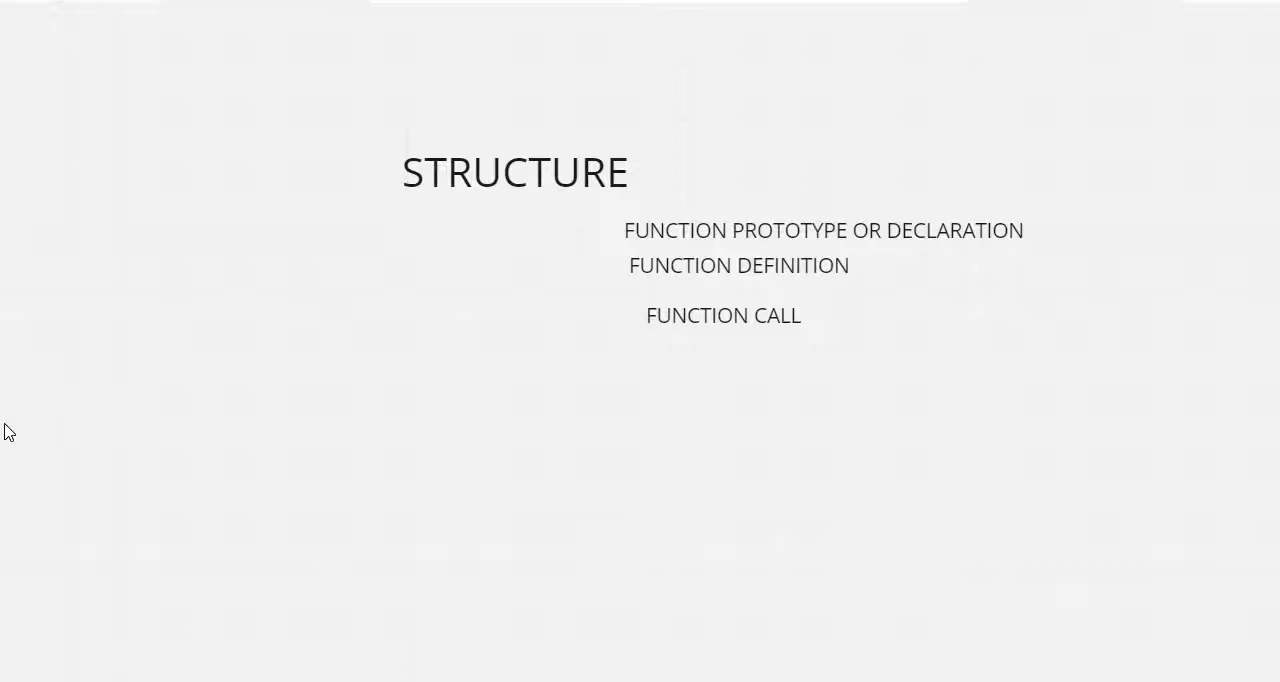 STRUCTURE
FUNCTION PROTOTYPE OR DECLARATION
FUNCTION DEFINITION
FUNCTION CALL